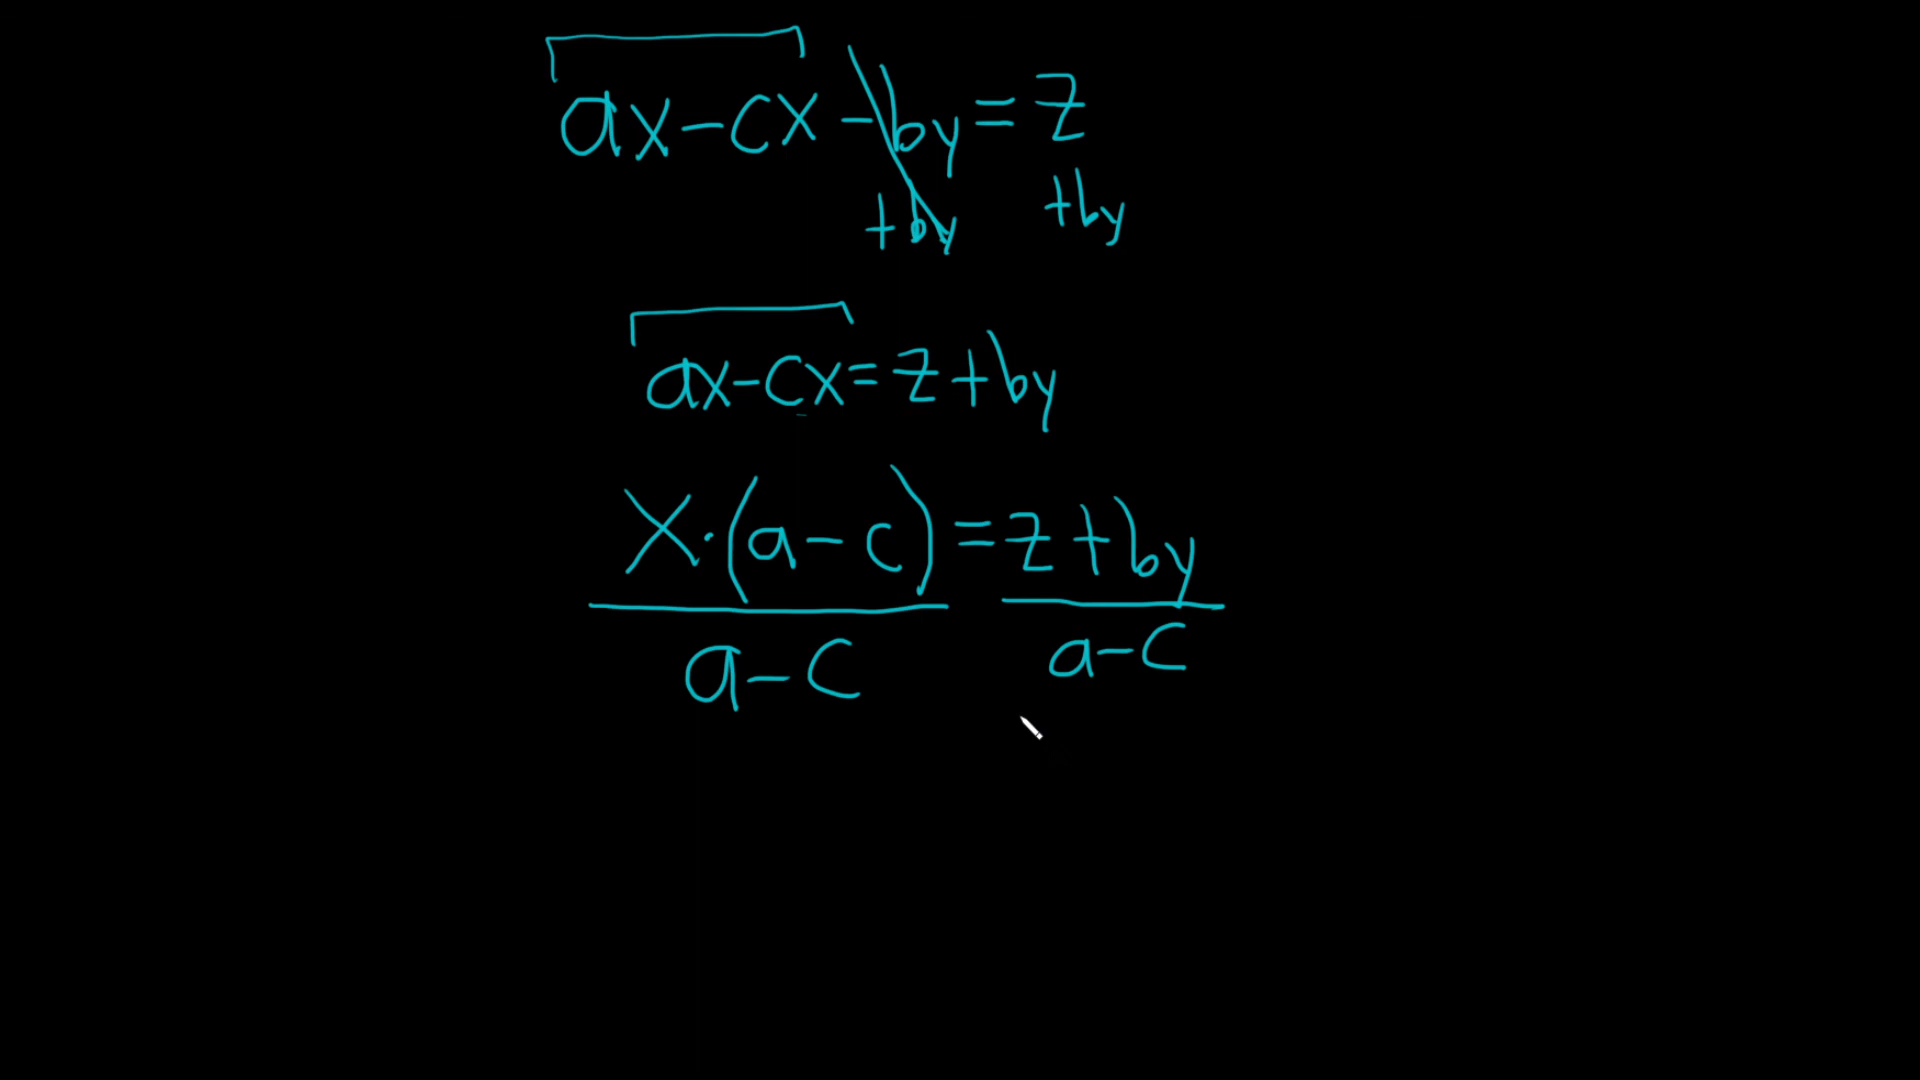 ax-cx-by=z
+by +by
ax-cx=z+by
x·(a-c)=z+by
a-c a-c